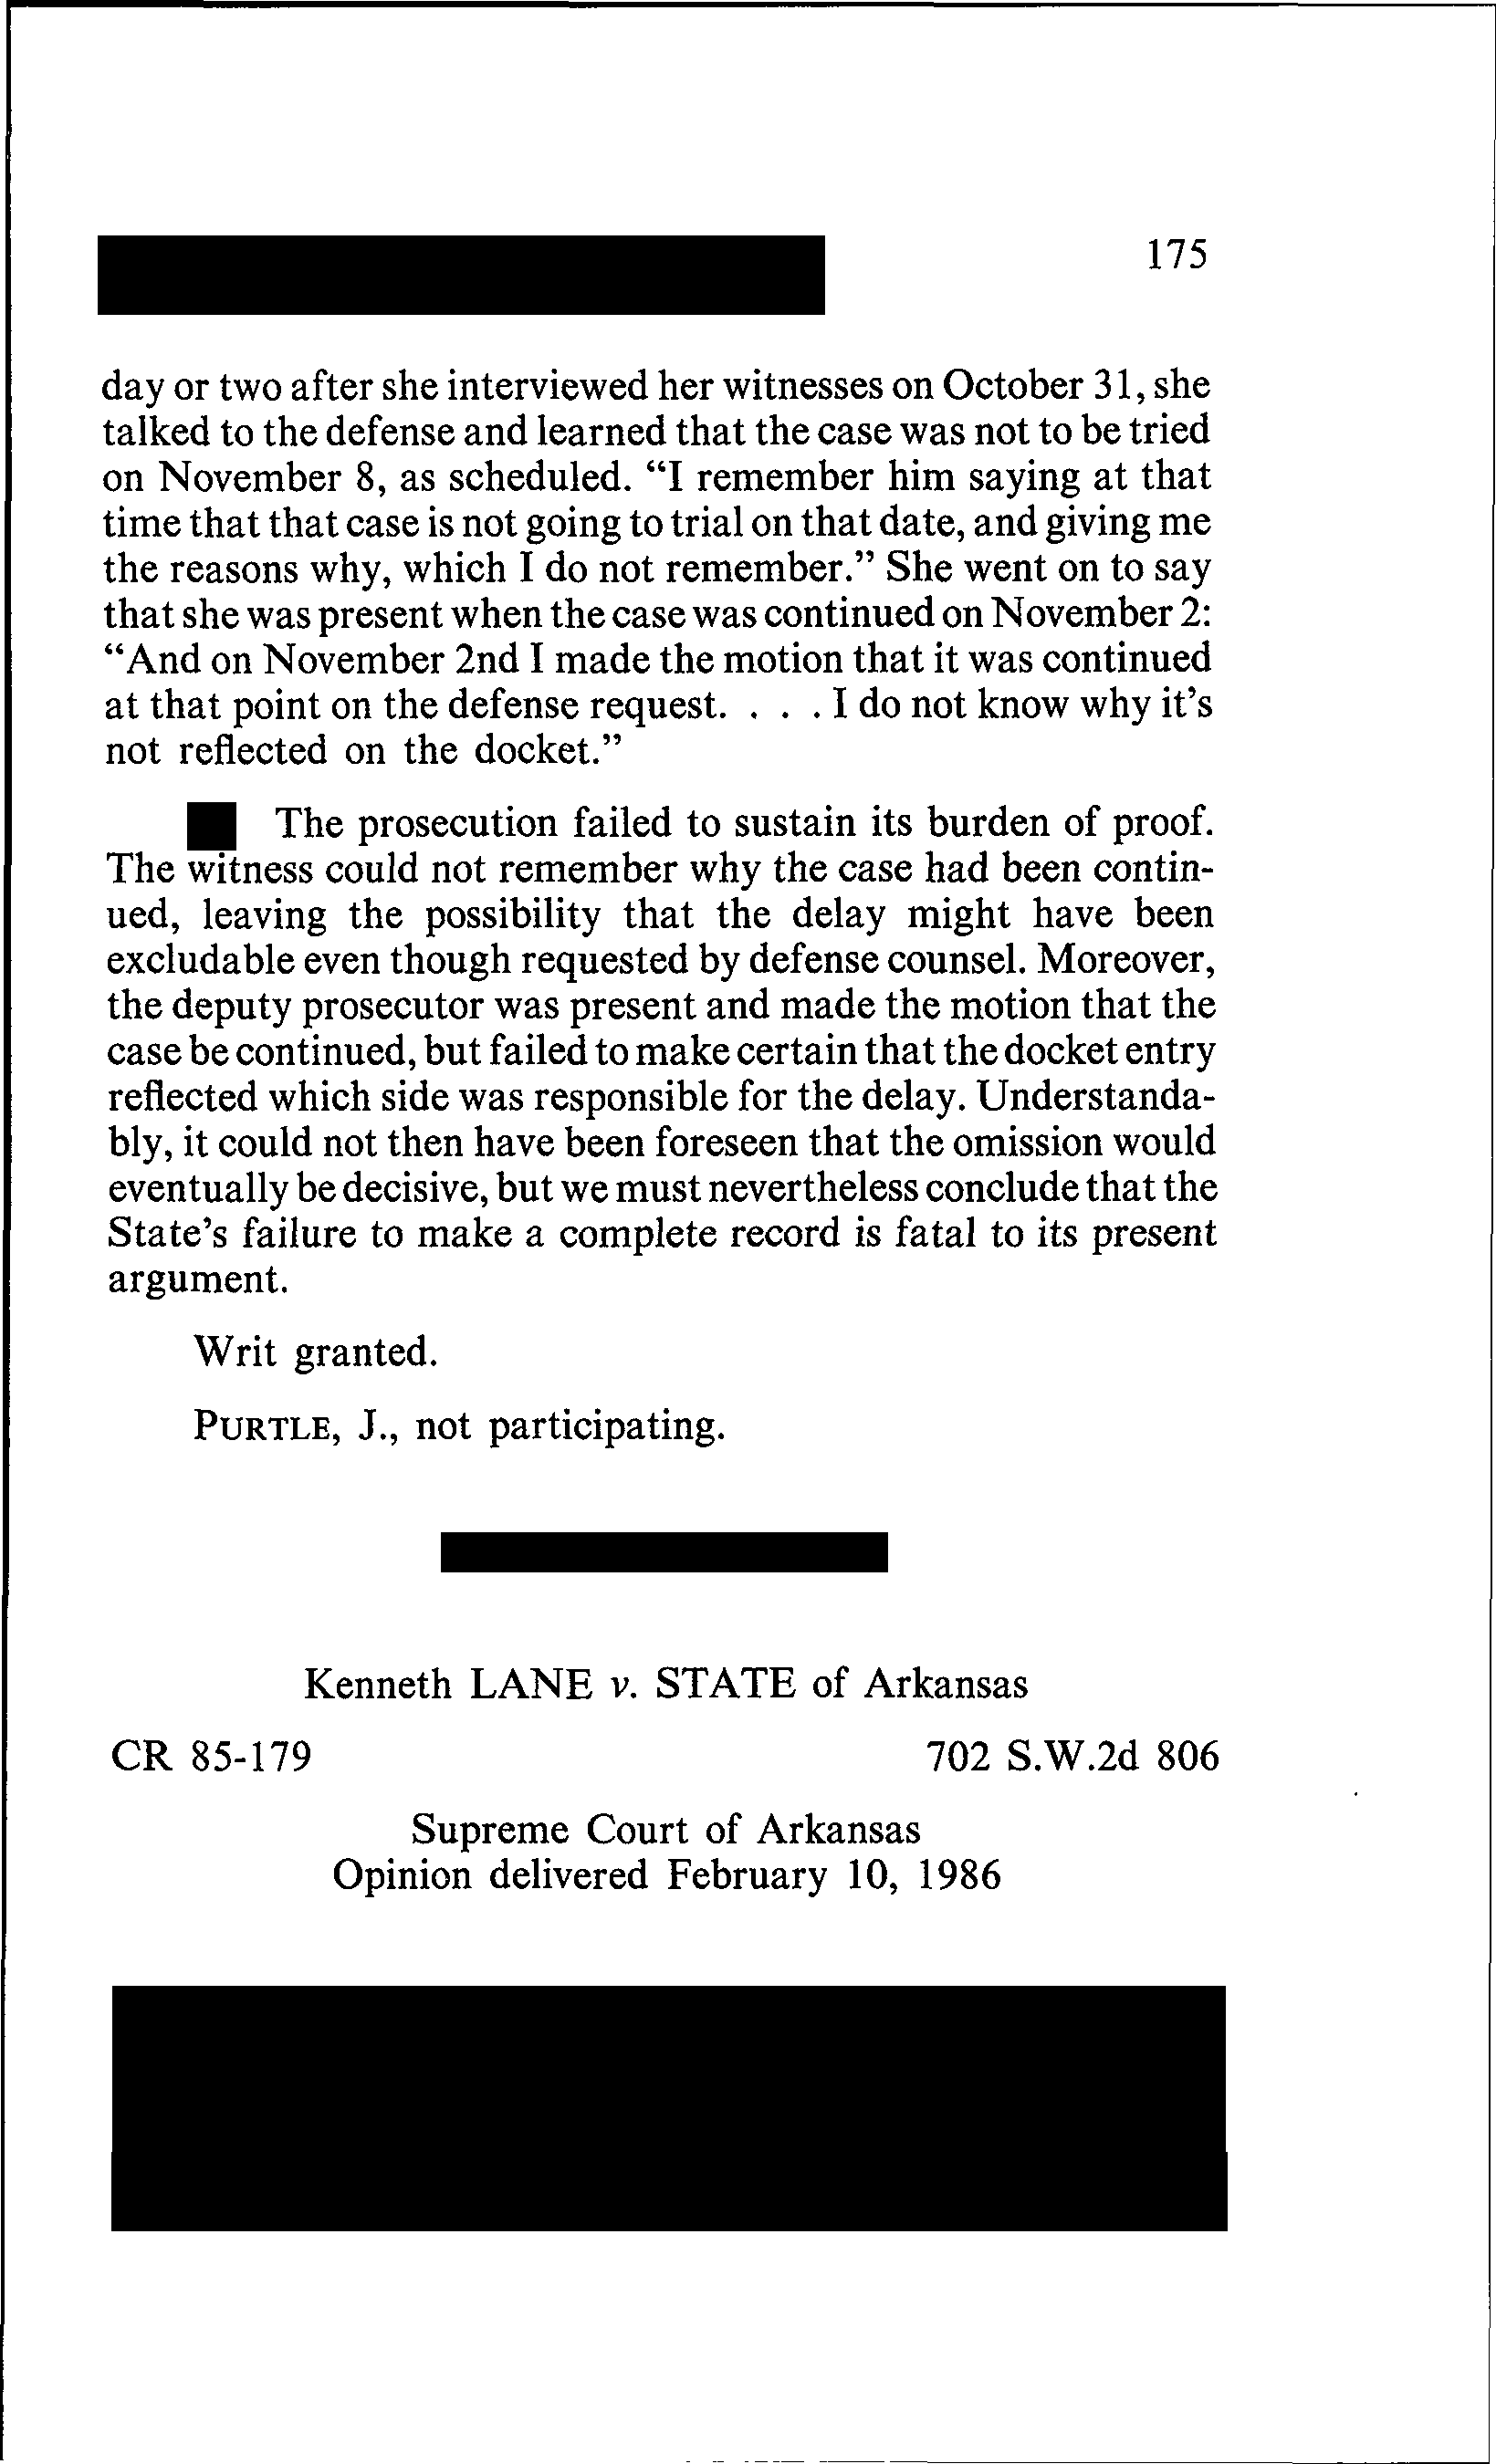 175
day or two after she interviewed her witnesses on October 31, she
talked to the defense and learned that the case was not to be tried
on November 8, as scheduled. “I remember him saying at that
time that that case is not going to trial on that date, and giving me
the reasons why, which I do not remember.” She went on to say
that she was present when the case was continued on November 2:
“And on November 2nd I made the motion that it was continued
at that point on the defense request. . . . I do not know why it’s
not reflected on the docket.”
The prosecution failed to sustain its burden of proof.
The witness could not remember why the case had been contin-
ued, leaving the possibility that the delay might have been
excludable even though requested by defense counsel. Moreover,
the deputy prosecutor was present and made the motion that the
case be continued, but failed to make certain that the docket entry
reflected which side was responsible for the delay. Understanda-
bly, it could not then have been foreseen that the omission would
eventually be decisive, but we must nevertheless conclude that the
State’s failure to make a complete record is fatal to its present
argument.
Writ granted.
PURTLE, J., not participating.
Kenneth LANE v. STATE of Arkansas
CR 85-179 702 S.W.2d 806
Supreme Court of Arkansas
Opinion delivered February 10, 1986